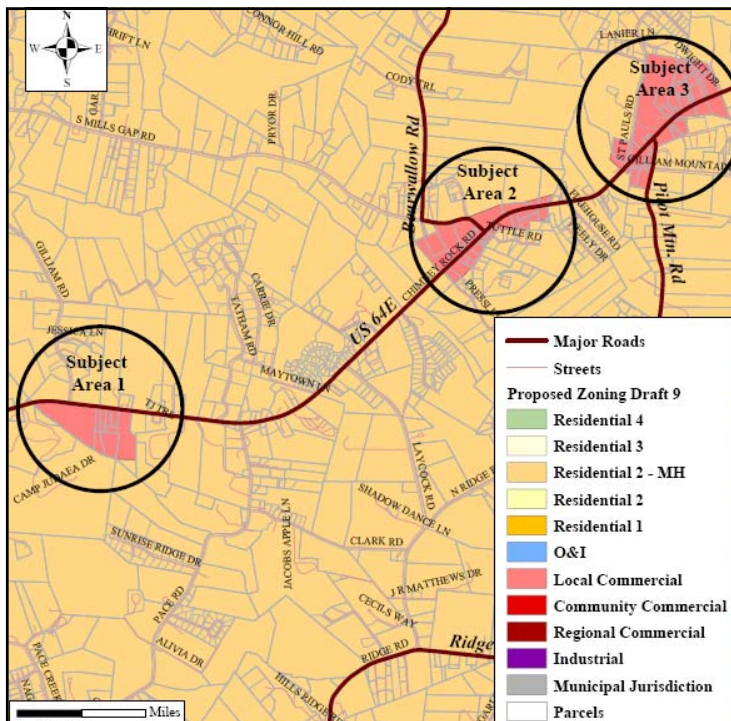 N
W
E
S
THRIFT LN
CONNOR HILL RD
LANIER LN
DWIGHT DR
Subject
Area 3
CODY TRL
PRYOR DR
S MILLS GAP RD
ST PAULS RD
GILLIAM MOUNTAIN
Bearwallow Rd
Subject
Area 2
Pilot Mtn. Rd
TUTTLE RD
CHIMNEY ROCK RD
GILLIAM RD
CARRIE DR
TATHAM RD
US 64E
JESSICA LN
Subject
Area 1
MAYTOWN LN
CAMP JUDAEA DR
LAYCOCK RD
N RIDGE
SHADOW DANCE LN
JACOBS APPLE LN
CLARK RD
SUNRISE RIDGE DR
PACE RD
J R MATTHEWS DR
CECILS WAY
ALIVIA DR
RIDGE RD
Ridge
HILLS RIDGE RD
PACE CREEK
Miles
Major Roads
Streets
Proposed Zoning Draft 9
Residential 4
Residential 3
Residential 2 - MH
Residential 2
Residential 1
O&I
Local Commercial
Community Commercial
Regional Commercial
Industrial
Municipal Jurisdiction
Parcels